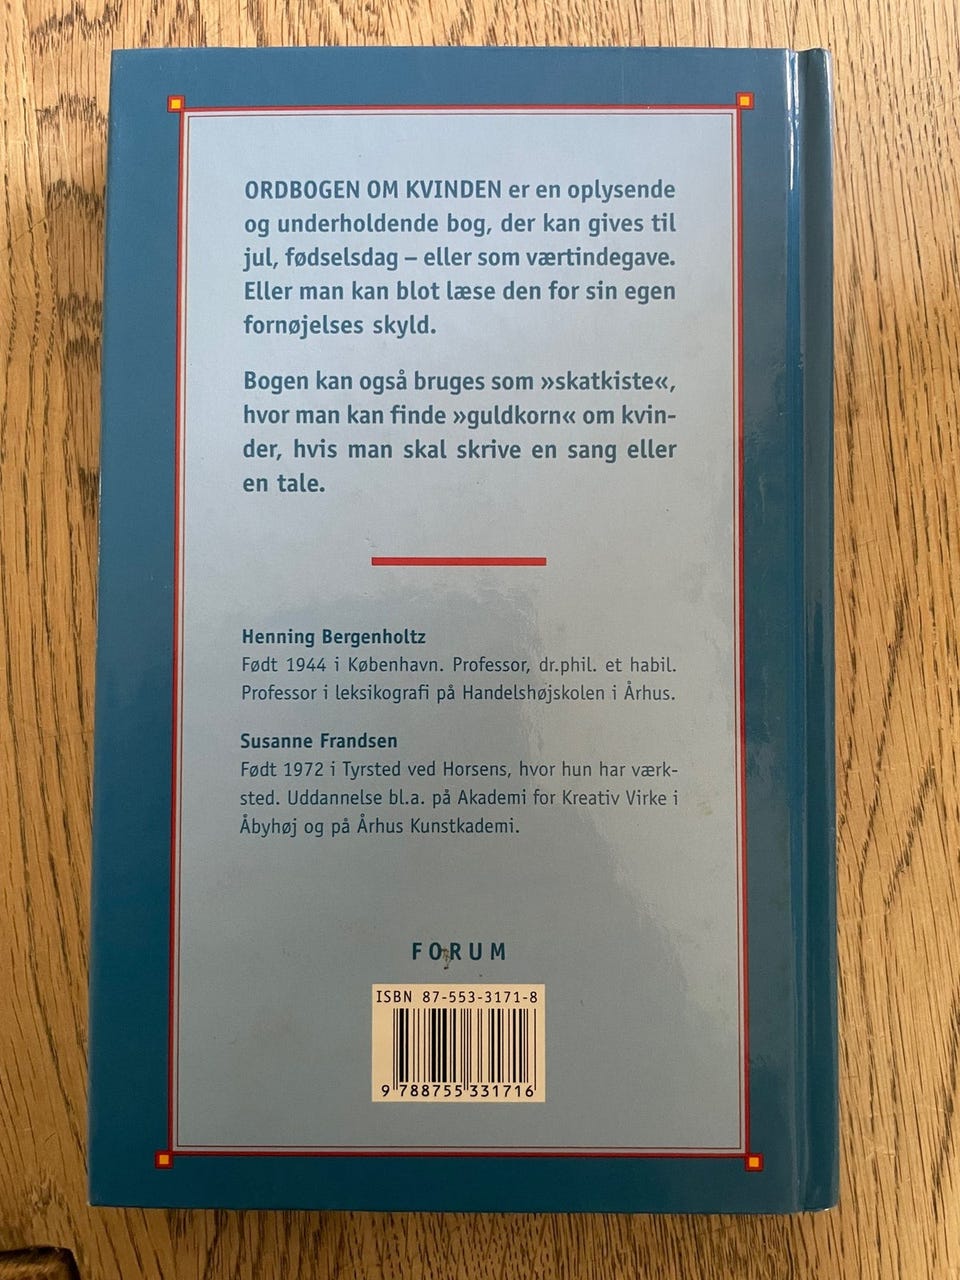 ORDBOGEN OM KVINDEN er en oplysende
og underholdende bog, der kan gives til
jul, fødselsdag – eller som værtindegave.
Eller man kan blot læse den for sin egen
fornøjelses skyld.
Bogen kan også bruges som »skatkiste«,
hvor man kan finde »guldkorn« om kvin-
der, hvis man skal skrive en sang eller
en tale.
Henning Bergenholtz
Født 1944 i København. Professor, dr.phil. et habil.
Professor i leksikografi på Handelshøjskolen i Århus.
Susanne Frandsen
Født 1972 i Tyrsted ved Horsens, hvor hun har værk-
sted. Uddannelse bl.a. på Akademi for Kreativ Virke i
Åbyhøj og på Århus Kunstkademi.
FORUM
ISBN 87-553-3171-8
9 788755 331716